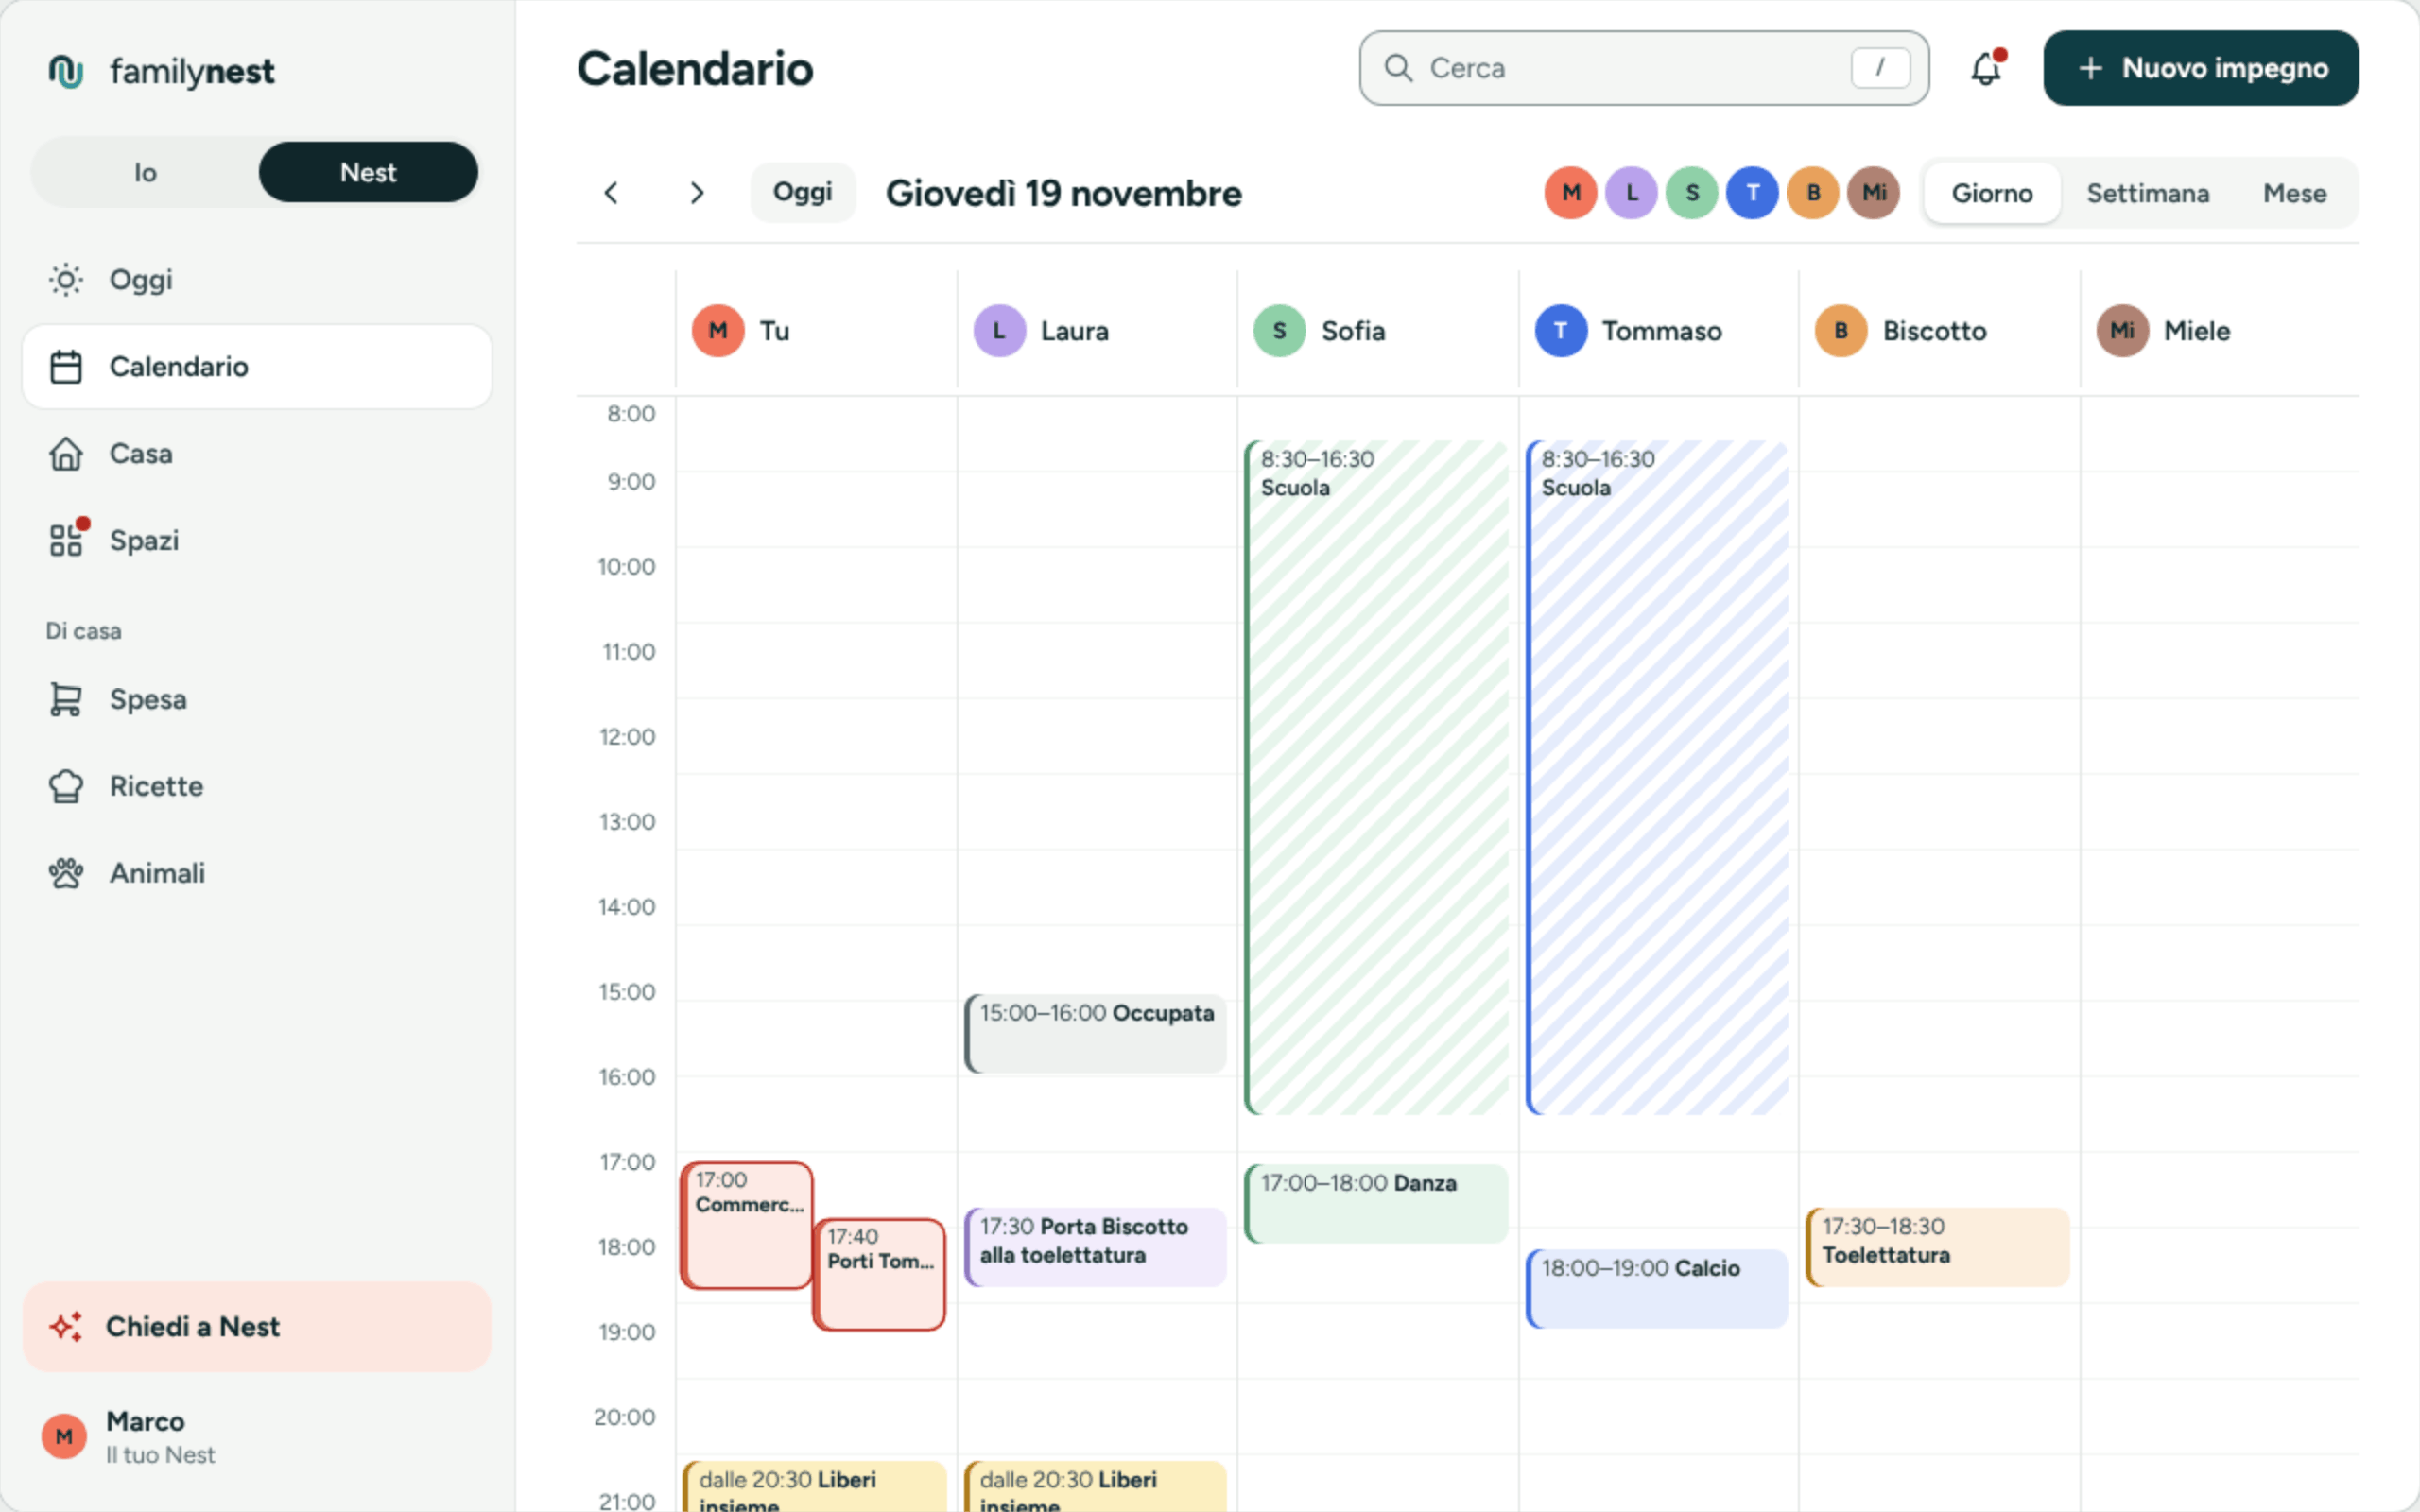 familynest
Io
Nest
Oggi
Calendario
Casa
Spazi
Di casa
Spesa
Ricette
Animali
Chiedi a Nest
M
Marco
Il tuo Nest
Calendario
Cerca
/
+ Nuovo impegno
Oggi
Giovedì 19 novembre
M L S T B Mi
Giorno
Settimana
Mese
M Tu
L Laura
S Sofia
T Tommaso
B Biscotto
Mi Miele
8:00
9:00
10:00
11:00
12:00
13:00
14:00
15:00
16:00
17:00
18:00
19:00
20:00
21:00
17:00
Commerc...
17:40
Porti Tom...
dalle 20:30 Liberi
insieme
15:00–16:00 Occupata
17:30 Porta Biscotto
alla toelettatura
dalle 20:30 Liberi
insieme
8:30–16:30
Scuola
17:00–18:00 Danza
8:30–16:30
Scuola
18:00–19:00 Calcio
17:30–18:30
Toelettatura